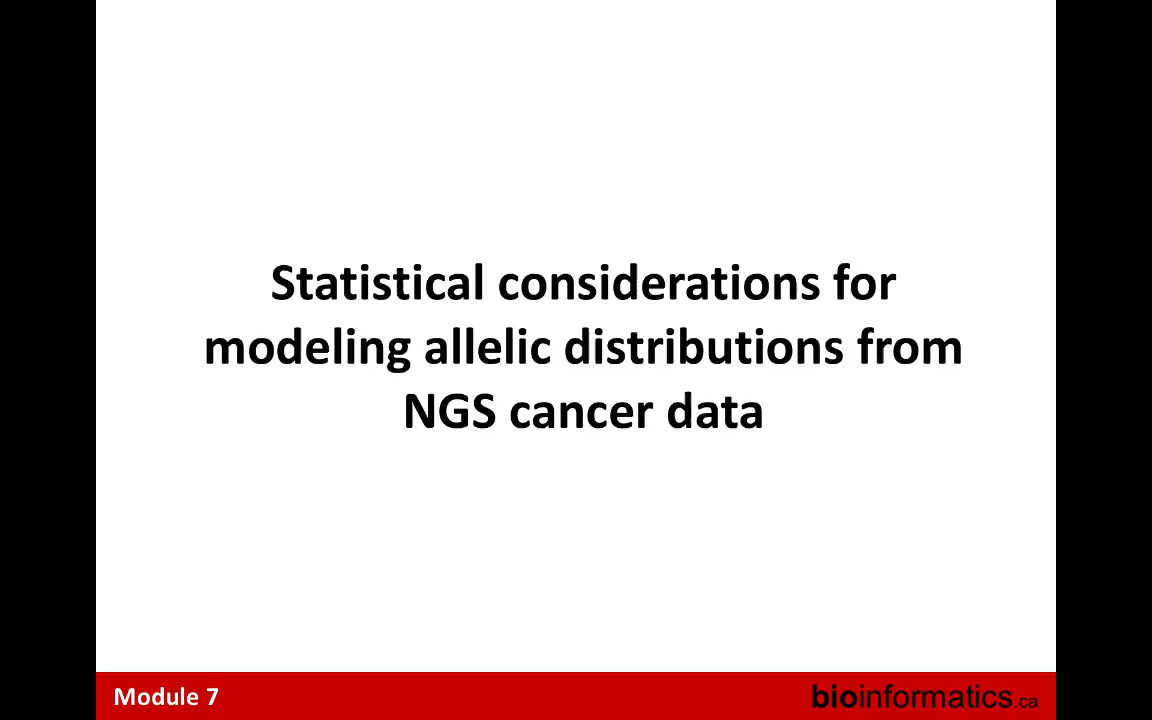 Statistical considerations for
modeling allelic distributions from
NGS cancer data
Module 7
bioinformatics.ca